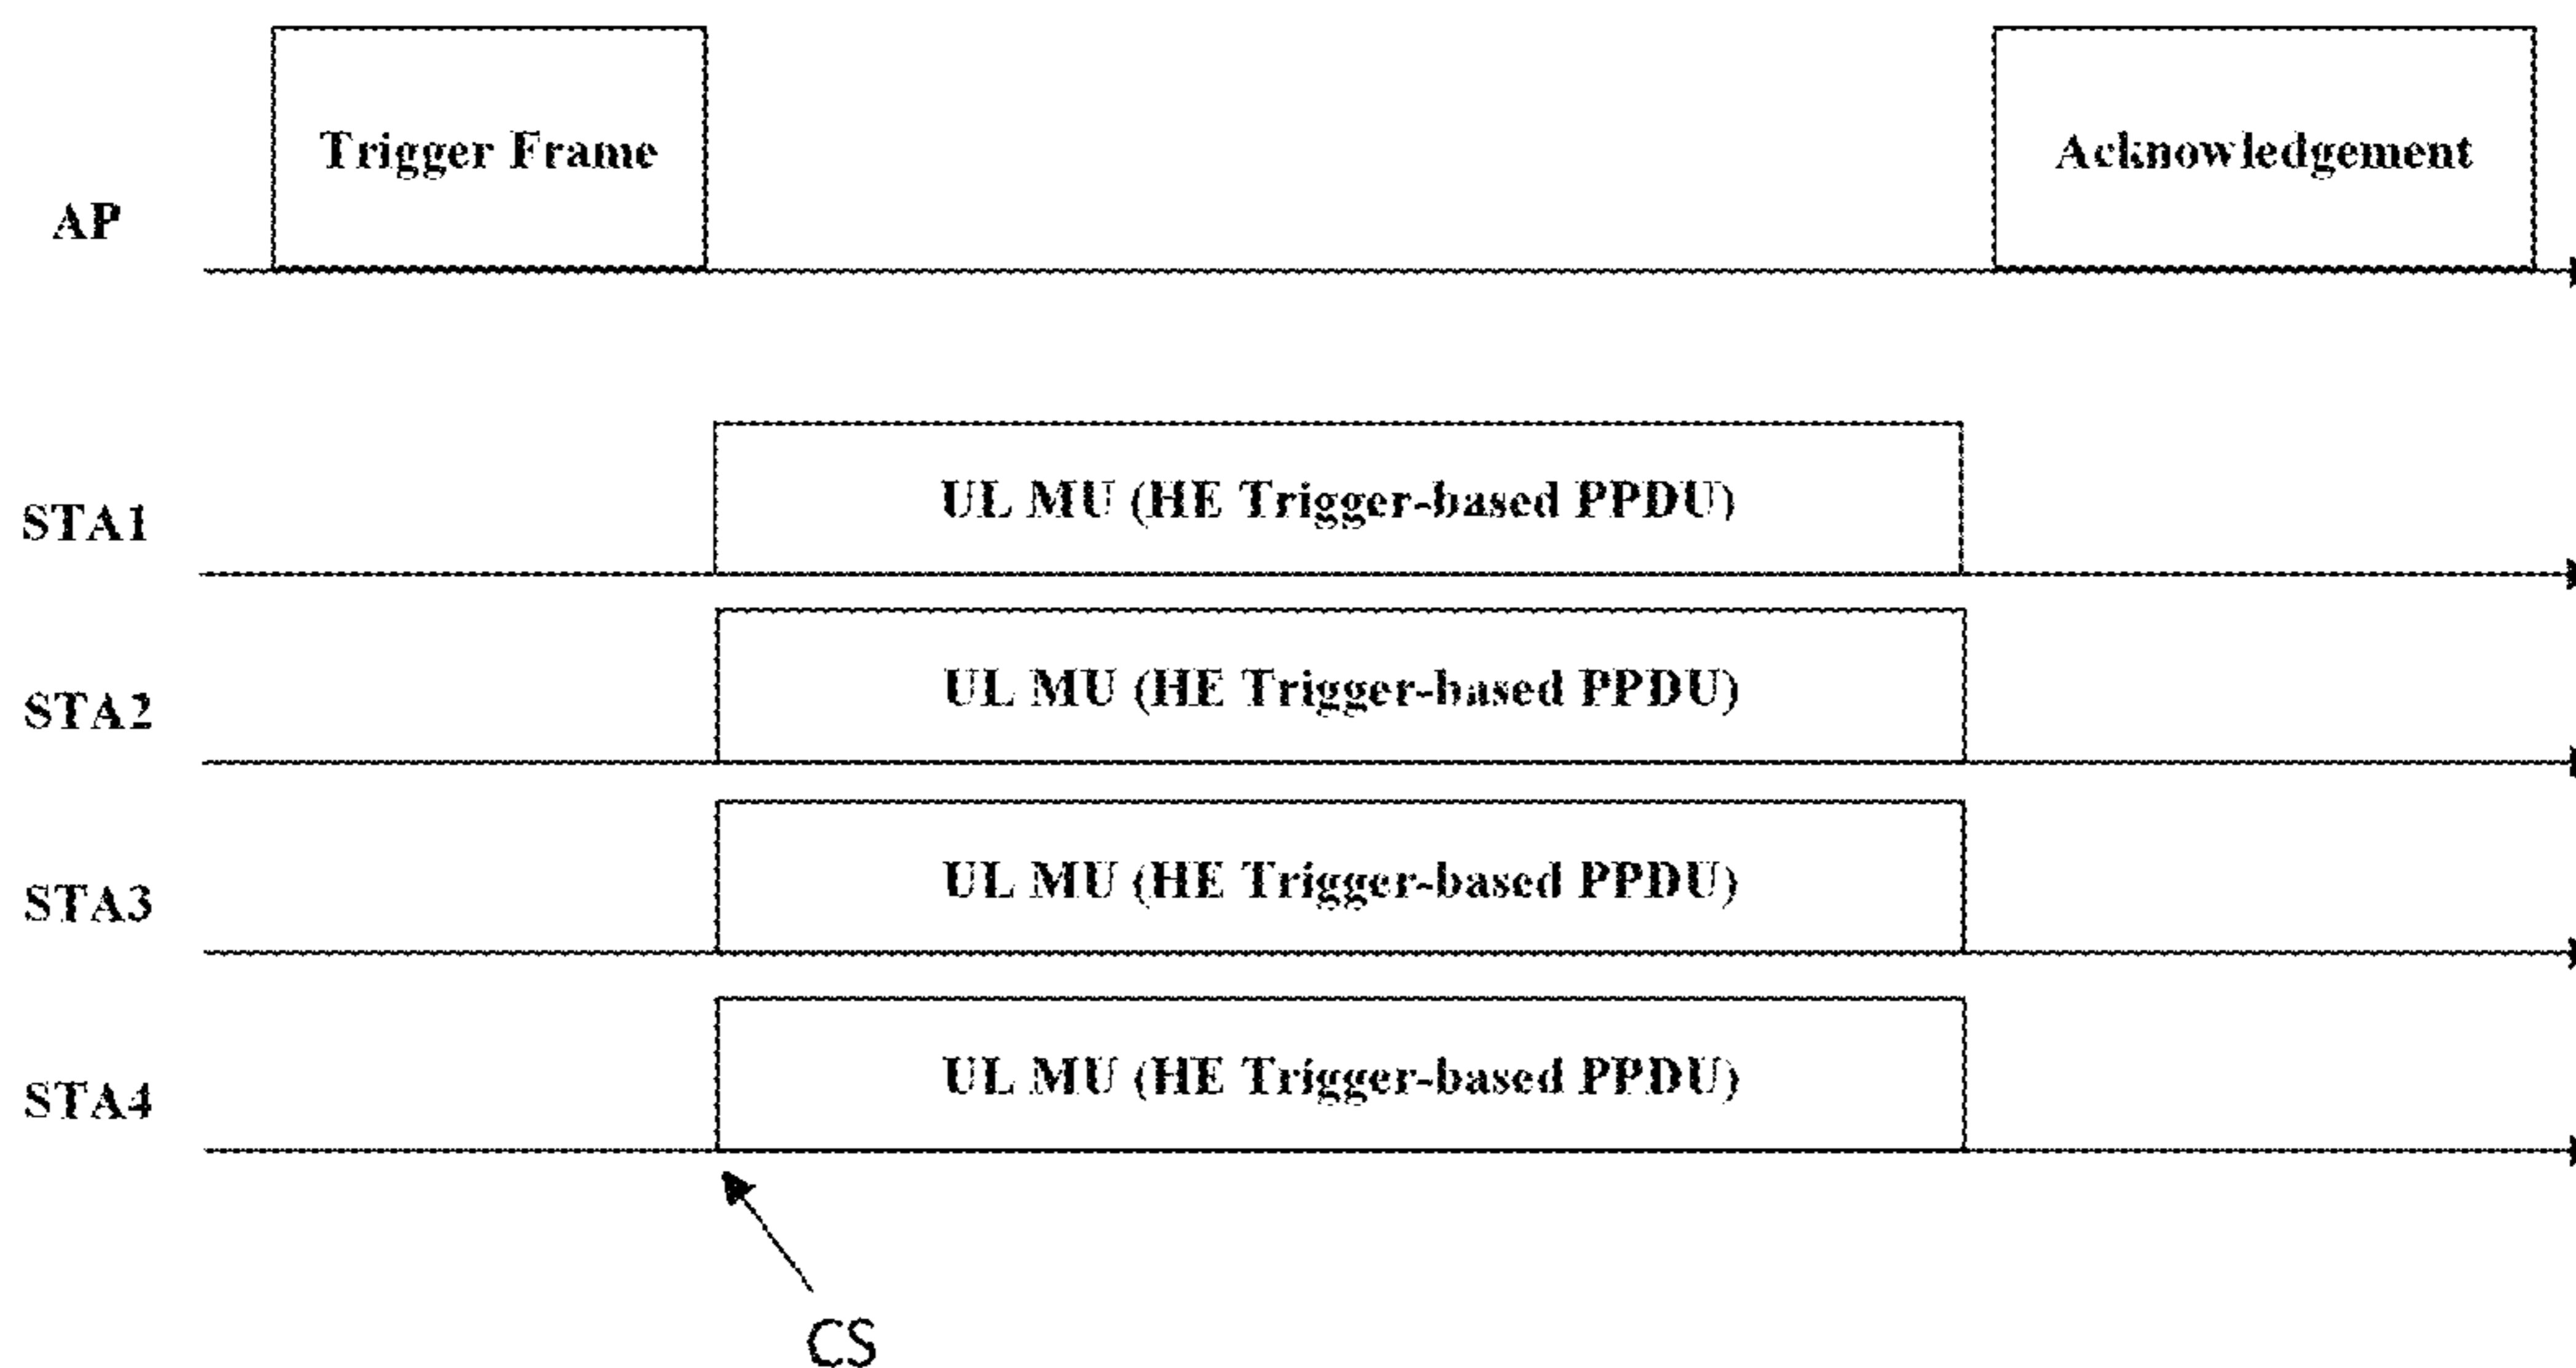 Trigger Frame
Acknowledgement
AP
UL MU (HE Trigger-based PPDU)
STA1
UL MU (HE Trigger-based PPDU)
STA2
UL MU (HE Trigger-based PPDU)
STA3
UL MU (HE Trigger-based PPDU)
STA4
CS